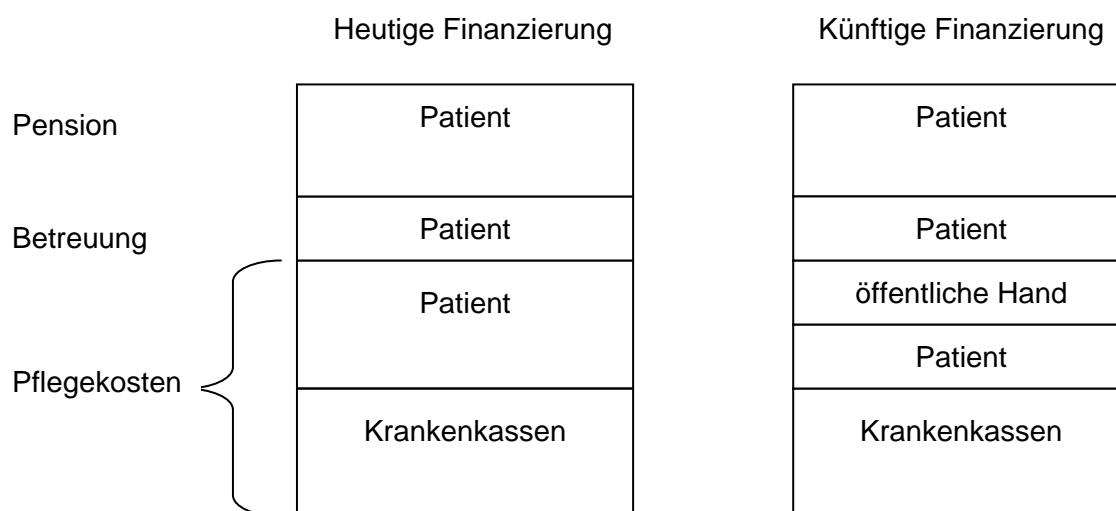 Heutige Finanzierung Künftige Finanzierung
Pension Patient Patient
Betreuung Patient Patient
Patient öffentliche Hand
Patient
Pflegekosten
Krankenkassen Krankenkassen